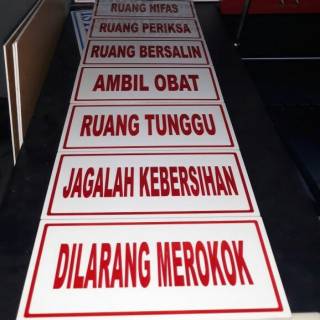 RUANG NIFAS
RUANG PERIKSA
RUANG BERSALIN
AMBIL OBAT
RUANG TUNGGU
JAGALAH KEBERSIHAN
DILARANG MEROKOK